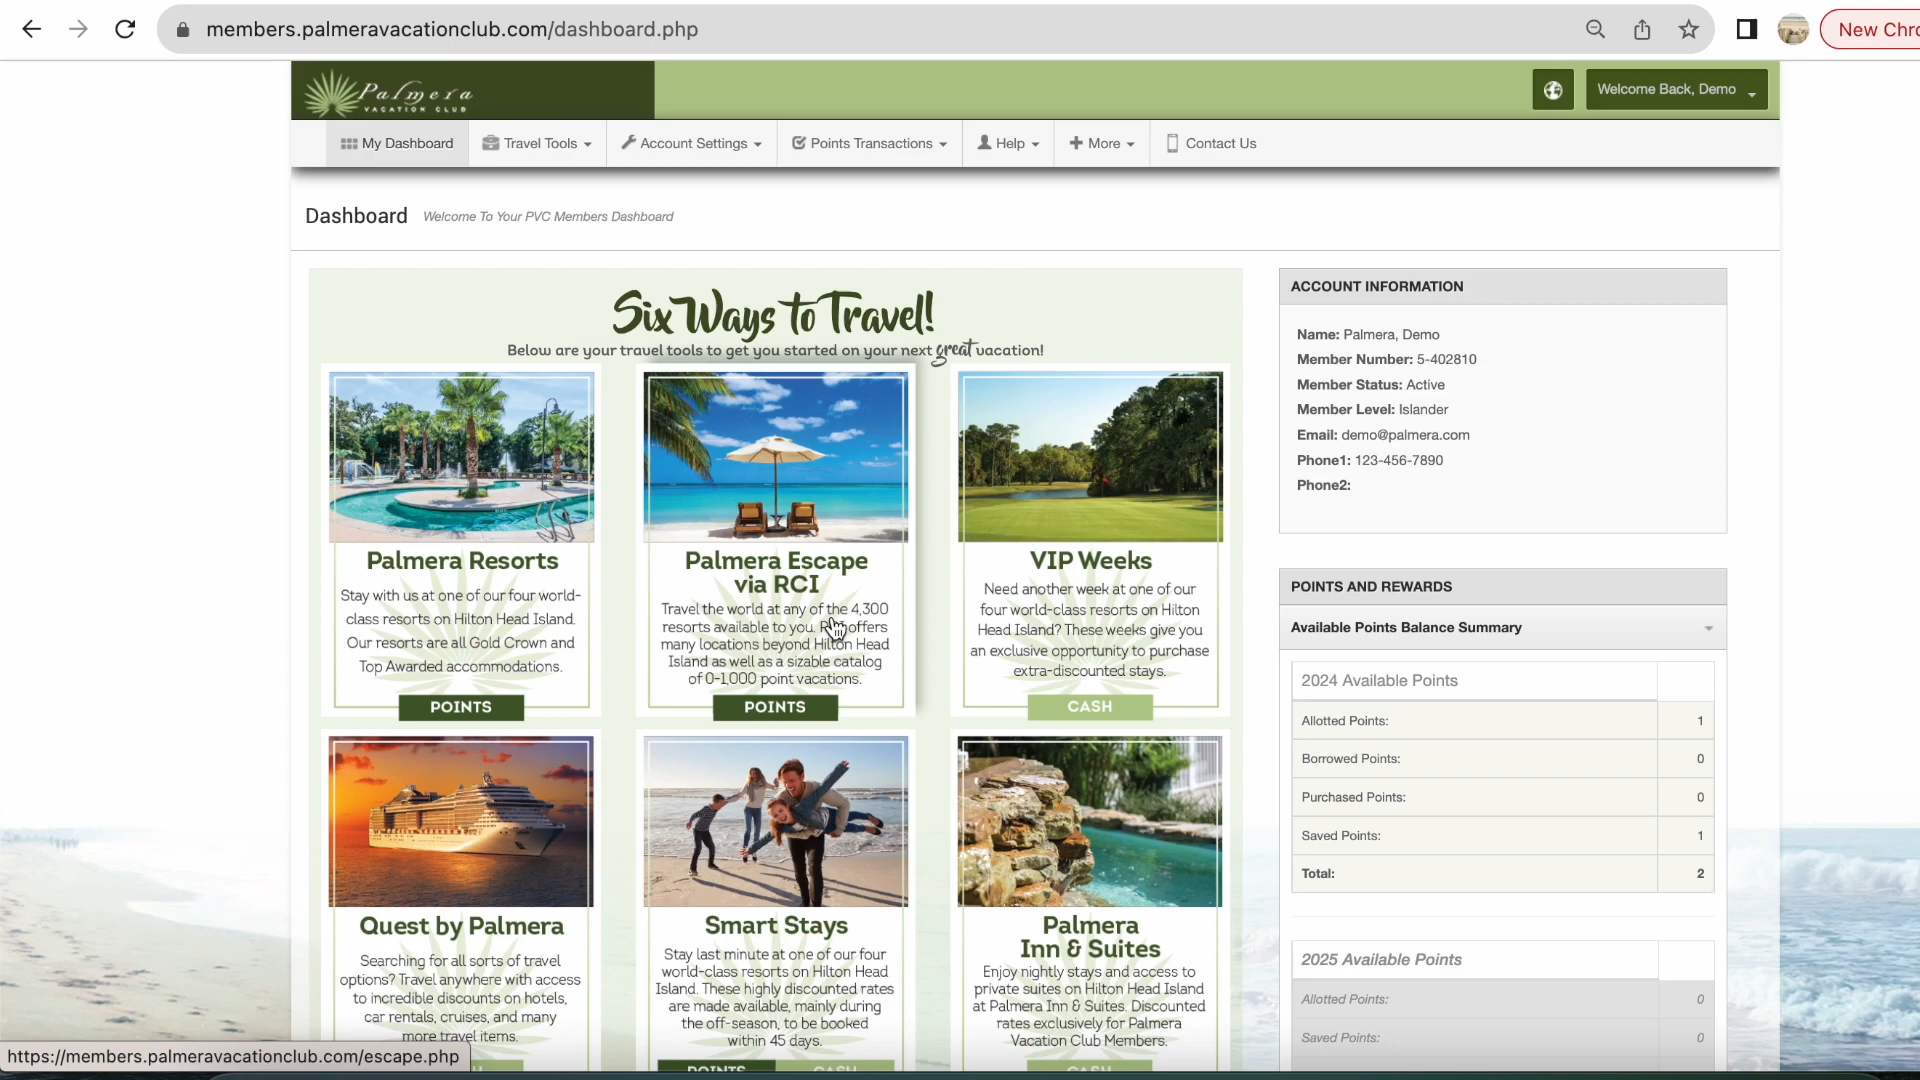 members.palmeravacationclub.com/dashboard.php
New Chro
Palmera
VACATION CLUB
Welcome Back, Demo
My Dashboard
Travel Tools
Account Settings
Points Transactions
Help
More
Contact Us
Dashboard
Welcome To Your PVC Members Dashboard
Six Ways to Travel!
Below are your travel tools to get you started on your next great vacation!
Palmera Resorts
Stay with us at one of our four world-
class resorts on Hilton Head Island.
Our resorts are all Gold Crown and
Top Awarded accommodations.
POINTS
Palmera Escape
via RCI
Travel the world at any of the 4,300
resorts available to you. offers
many locations beyond Hilton Head
Island as well as a sizable catalog
of 0-1,000 point vacations.
POINTS
VIP Weeks
Need another week at one of our
four world-class resorts on Hilton
Head Island? These weeks give you
an exclusive opportunity to purchase
extra-discounted stays.
CASH
Quest by Palmera
Searching for all sorts of travel
options? Travel anywhere with access
to incredible discounts on hotels,
car rentals, cruises, and many
more travel items.
Smart Stays
Stay last minute at one of our four
world-class resorts on Hilton Head
Island. These highly discounted rates
are made available, mainly during
the off-season, to be booked
within 45 days.
POINTS CASH
Palmera
Inn & Suites
Enjoy nightly stays and access to
private suites on Hilton Head Island
at Palmera Inn & Suites. Discounted
rates exclusively for Palmera
Vacation Club Members.
CASH
ACCOUNT INFORMATION
Name: Palmera, Demo
Member Number: 5-402810
Member Status: Active
Member Level: Islander
Email: demo@palmera.com
Phone1: 123-456-7890
Phone2:
POINTS AND REWARDS
Available Points Balance Summary
2024 Available Points
Allotted Points: 1
Borrowed Points: 0
Purchased Points: 0
Saved Points: 1
Total: 2
2025 Available Points
Allotted Points: 0
Saved Points: 0
https://members.palmeravacationclub.com/escape.php